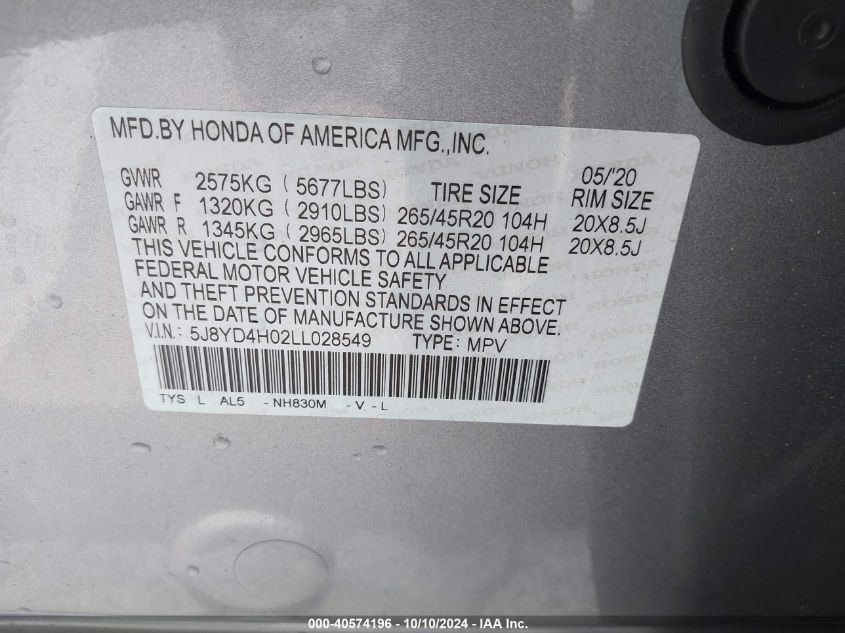 MFD.BY HONDA OF AMERICA MFG.,INC.
05/'20
GVWR 2575KG ( 5677LBS) TIRE SIZE RIM SIZE
GAWR F 1320KG ( 2910LBS) 265/45R20 104H 20X8.5J
GAWR R 1345KG ( 2965LBS) 265/45R20 104H 20X8.5J
THIS VEHICLE CONFORMS TO ALL APPLICABLE
FEDERAL MOTOR VEHICLE SAFETY
AND THEFT PREVENTION STANDARDS IN EFFECT
ON THE DATE OF MANUFACTURE SHOWN ABOVE.
V.I.N.: 5J8YD4H02LL028549 TYPE: MPV
TYS L AL5 -NH830M -V-L
000-40574196 - 10/10/2024 - IAA Inc.